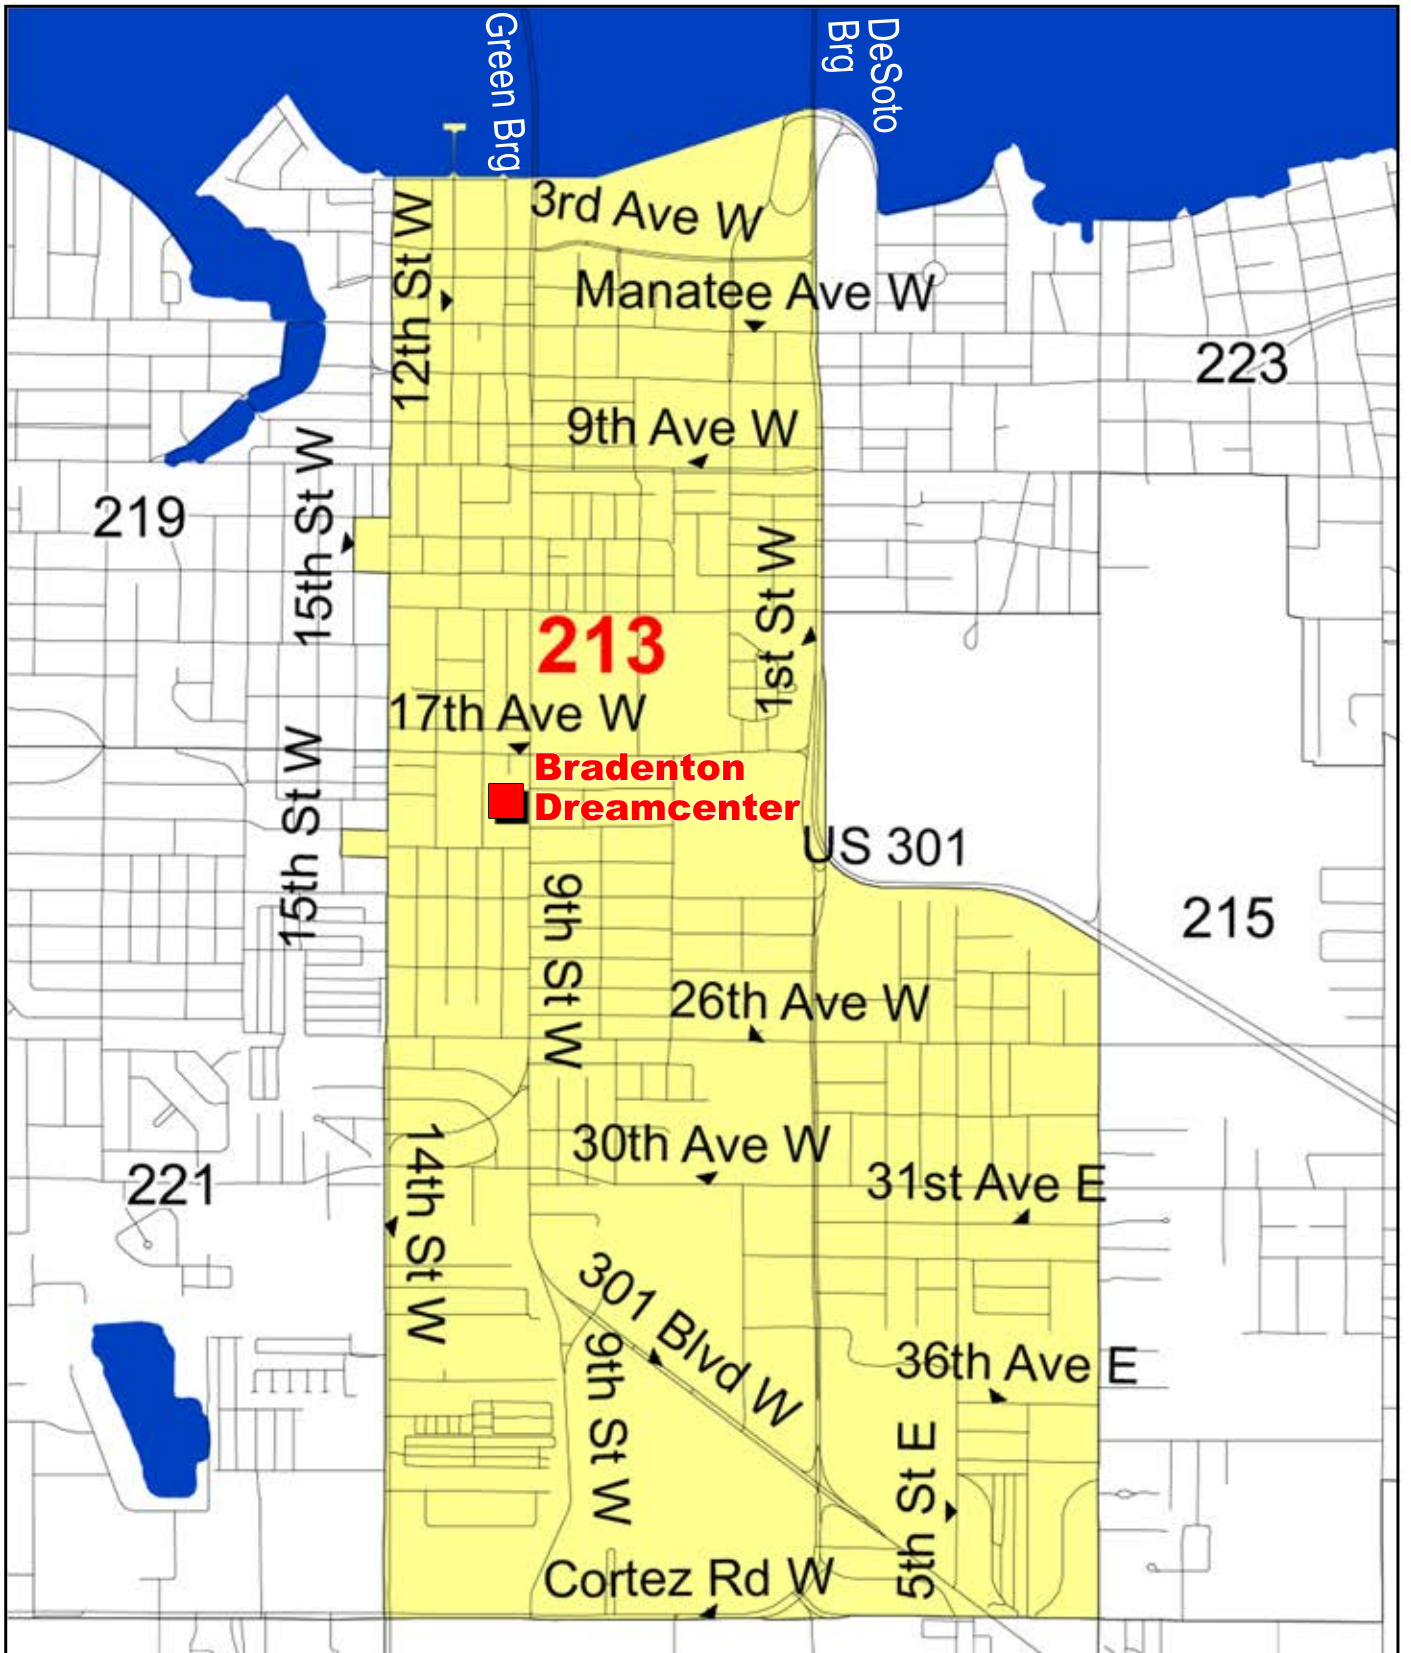 Green Brg
DeSoto
Brg
3rd Ave W
12th St W
Manatee Ave W
223
9th Ave W
15th St W
219
1st St W
213
17th Ave W
15th St W
Bradenton
Dreamcenter
US 301
9th St W
215
26th Ave W
14th St W
30th Ave W
31st Ave E
221
301 Blvd W
9th St W
36th Ave E
5th St E
Cortez Rd W